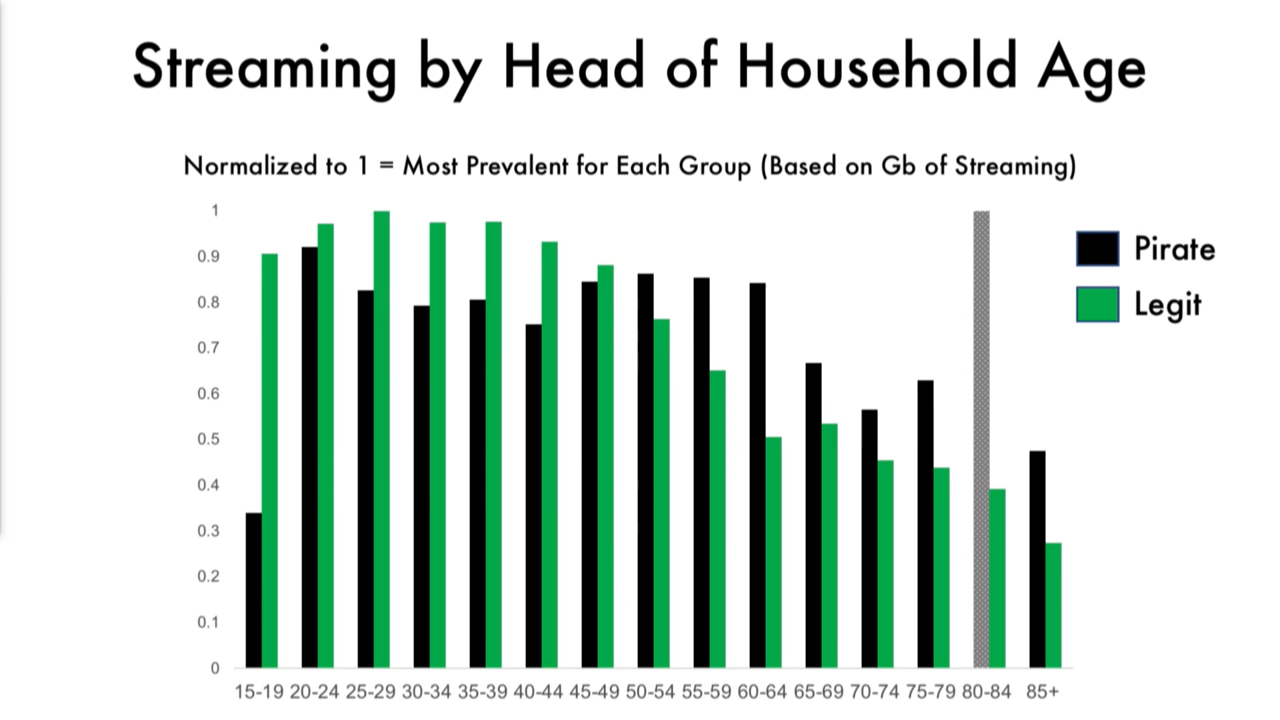 Streaming by Head of Household Age
Normalized to 1 = Most Prevalent for Each Group (Based on Gb of Streaming)
1
0.9
0.8
0.7
0.6
0.5
0.4
0.3
0.2
0.1
0
Pirate
Legit
15-19 20-24 25-29 30-34 35-39 40-44 45-49 50-54 55-59 60-64 65-69 70-74 75-79 80-84 85+